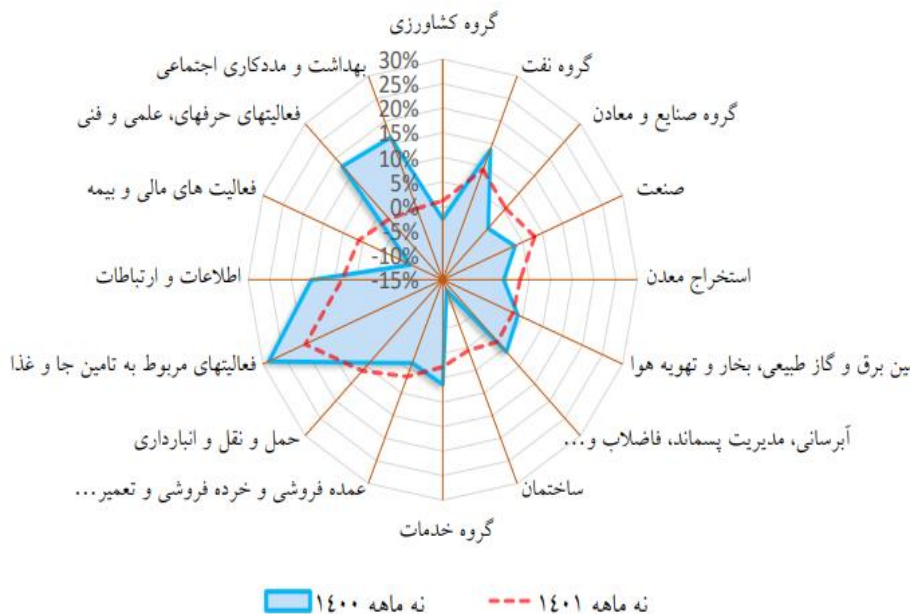 گروه کشاورزی
گروه نفت
گروه صنایع و معادن
صنعت
استخراج معدن
ین برق و گاز طبیعی، بخار و تهویه هوا
آبرسانی، مدیریت پسماند، فاضلاب و...
ساختمان
گروه خدمات
عمده فروشی و خرده فروشی و تعمیر...
حمل و نقل و انبارداری
فعالیتهای مربوط به تامین جا و غذا
اطلاعات و ارتباطات
فعالیت های مالی و بیمه
فعالیتهای حرفهای، علمی و فنی
بهداشت و مددکاری اجتماعی
30%
25%
20%
15%
10%
5%
0%
-5%
-10%
-15%
نه ماهه ١٤٠٠
نه ماهه ١٤٠١